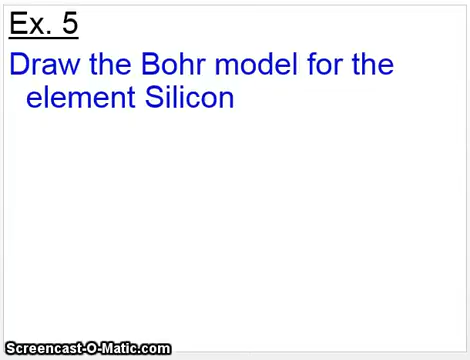 Ex. 5
Draw the Bohr model for the
element Silicon
Screencast-O-Matic.com